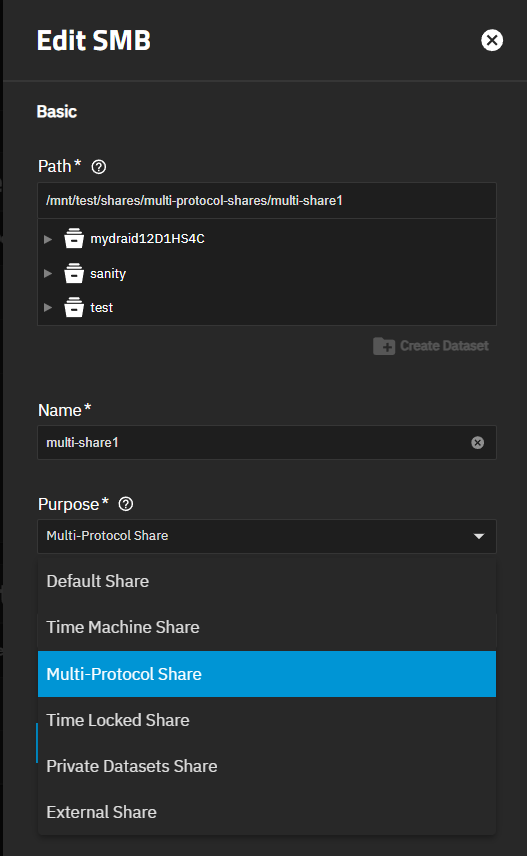 Edit SMB
Basic
Path*
/mnt/test/shares/multi-protocol-shares/multi-share1
mydraid12D1HS4C
sanity
test
Create Dataset
Name*
multi-share1
Purpose*
Multi-Protocol Share
Default Share
Time Machine Share
Multi-Protocol Share
Time Locked Share
Private Datasets Share
External Share